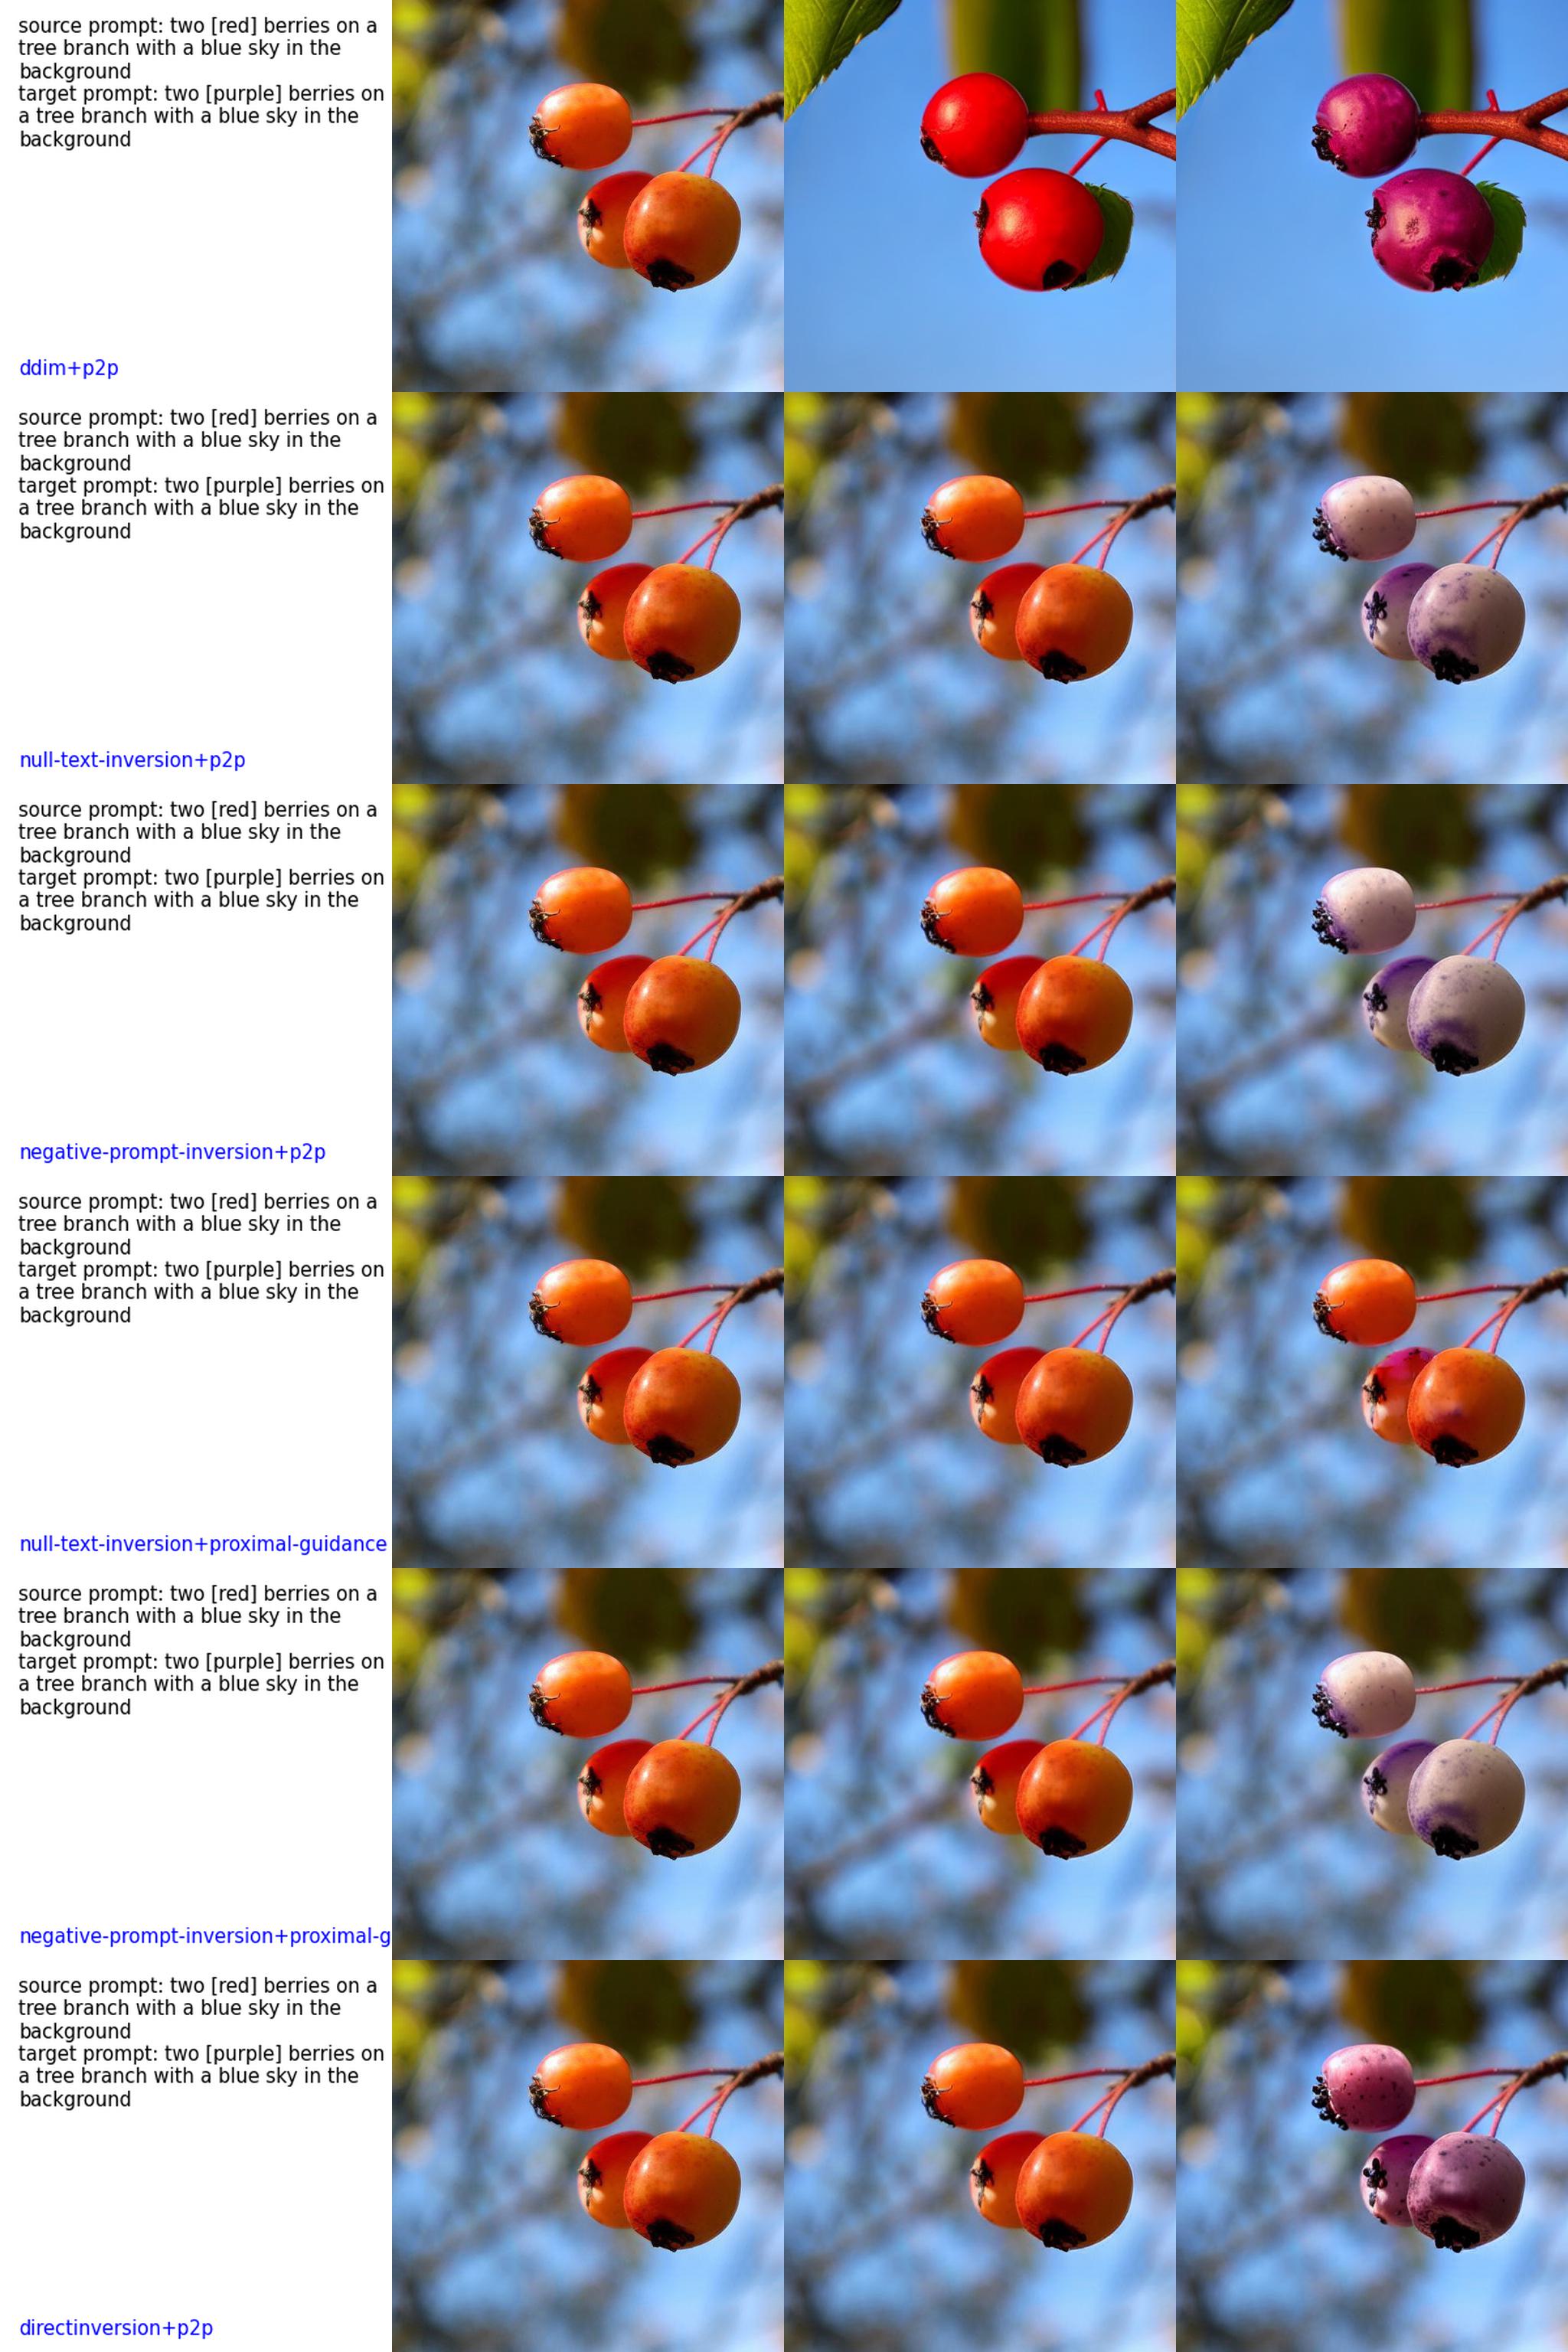 source prompt: two [red] berries on a
tree branch with a blue sky in the
background
target prompt: two [purple] berries on
a tree branch with a blue sky in the
background
ddim+p2p
source prompt: two [red] berries on a
tree branch with a blue sky in the
background
target prompt: two [purple] berries on
a tree branch with a blue sky in the
background
null-text-inversion+p2p
source prompt: two [red] berries on a
tree branch with a blue sky in the
background
target prompt: two [purple] berries on
a tree branch with a blue sky in the
background
negative-prompt-inversion+p2p
source prompt: two [red] berries on a
tree branch with a blue sky in the
background
target prompt: two [purple] berries on
a tree branch with a blue sky in the
background
null-text-inversion+proximal-guidance
source prompt: two [red] berries on a
tree branch with a blue sky in the
background
target prompt: two [purple] berries on
a tree branch with a blue sky in the
background
negative-prompt-inversion+proximal-g
source prompt: two [red] berries on a
tree branch with a blue sky in the
background
target prompt: two [purple] berries on
a tree branch with a blue sky in the
background
directinversion+p2p